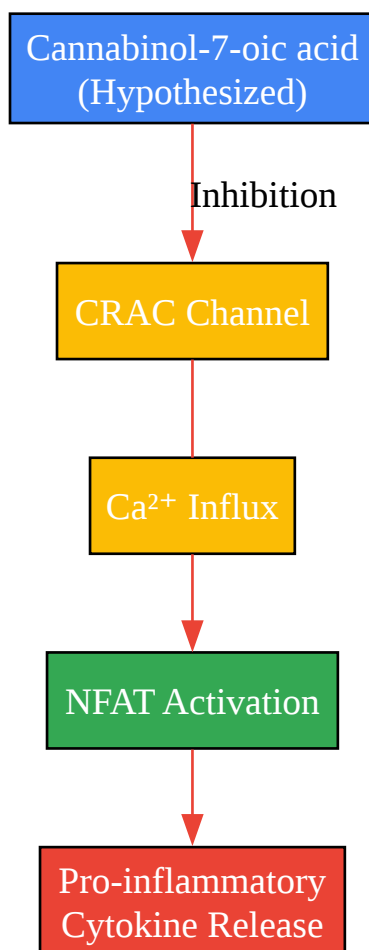 Cannabinol-7-oic acid
(Hypothesized)
Inhibition
CRAC Channel
Ca²⁺ Influx
NFAT Activation
Pro-inflammatory
Cytokine Release